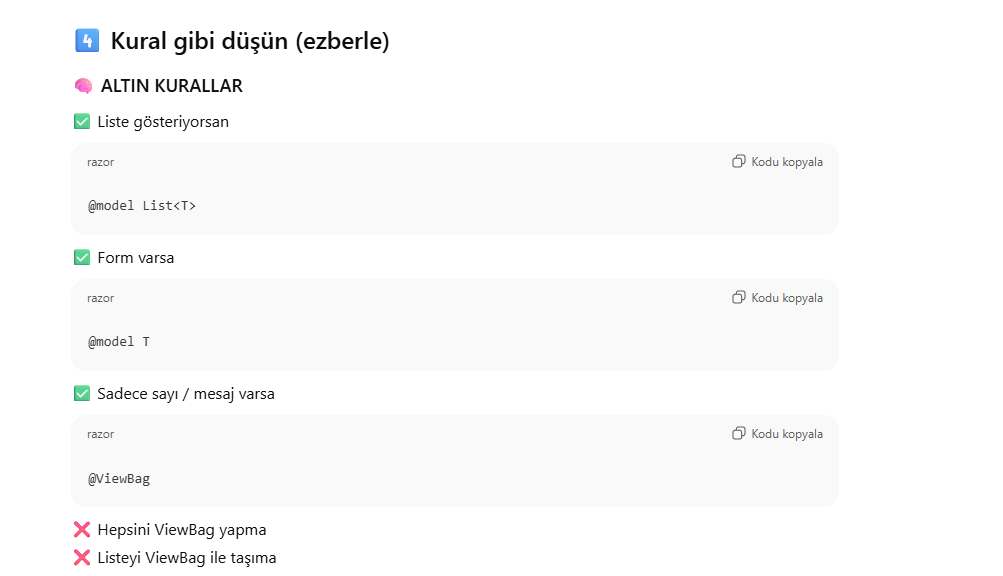 4 Kural gibi düşün (ezberle)
🧠 ALTIN KURALLAR
✅ Liste gösteriyorsan
razor Kodu kopyala
@model List<T>
✅ Form varsa
razor Kodu kopyala
@model T
✅ Sadece sayı / mesaj varsa
razor Kodu kopyala
@ViewBag
❌ Hepsini ViewBag yapma
❌ Listeyi ViewBag ile taşıma